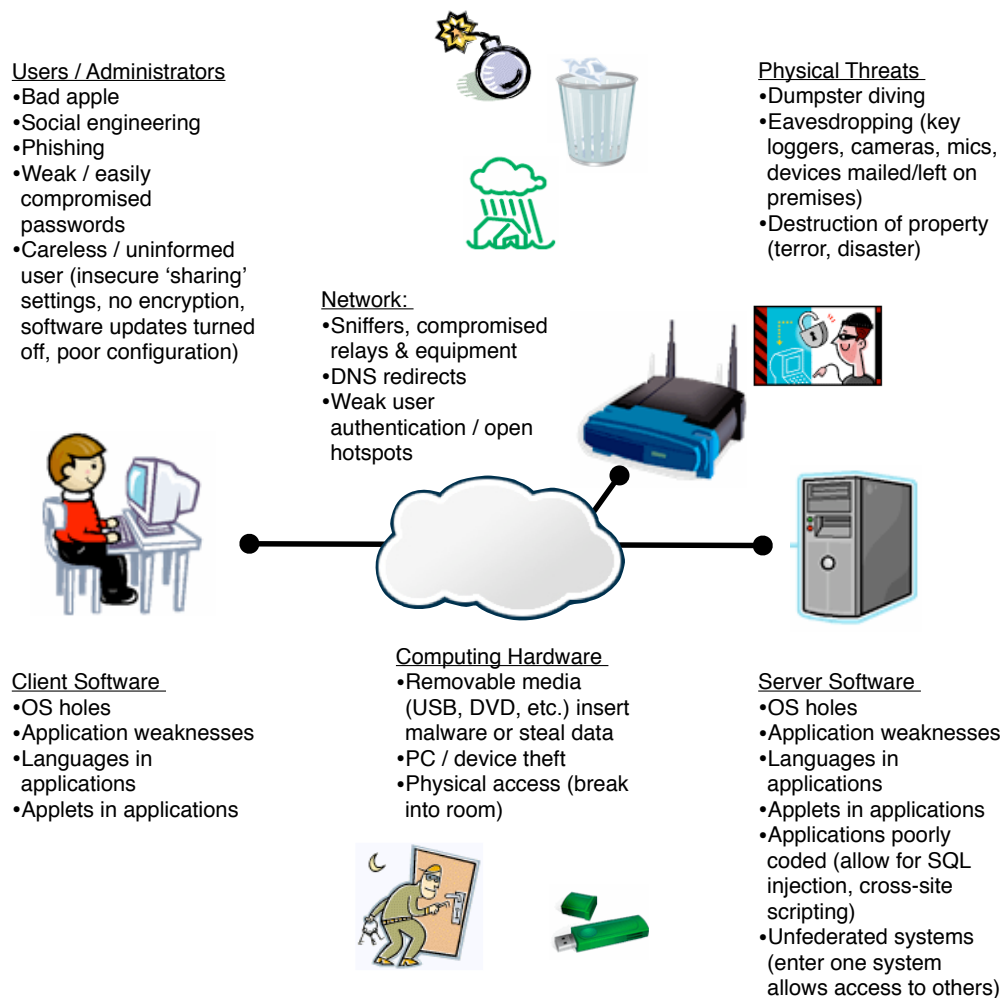 Users / Administrators
•Bad apple
•Social engineering
•Phishing
•Weak / easily
compromised
passwords
•Careless / uninformed
user (insecure ‘sharing’
settings, no encryption,
software updates turned
off, poor configuration)
Physical Threats
•Dumpster diving
•Eavesdropping (key
loggers, cameras, mics,
devices mailed/left on
premises)
•Destruction of property
(terror, disaster)
Network:
•Sniffers, compromised
relays & equipment
•DNS redirects
•Weak user
authentication / open
hotspots
Client Software
•OS holes
•Application weaknesses
•Languages in
applications
•Applets in applications
Computing Hardware
•Removable media
(USB, DVD, etc.) insert
malware or steal data
•PC / device theft
•Physical access (break
into room)
Server Software
•OS holes
•Application weaknesses
•Languages in
applications
•Applets in applications
•Applications poorly
coded (allow for SQL
injection, cross-site
scripting)
•Unfederated systems
(enter one system
allows access to others)